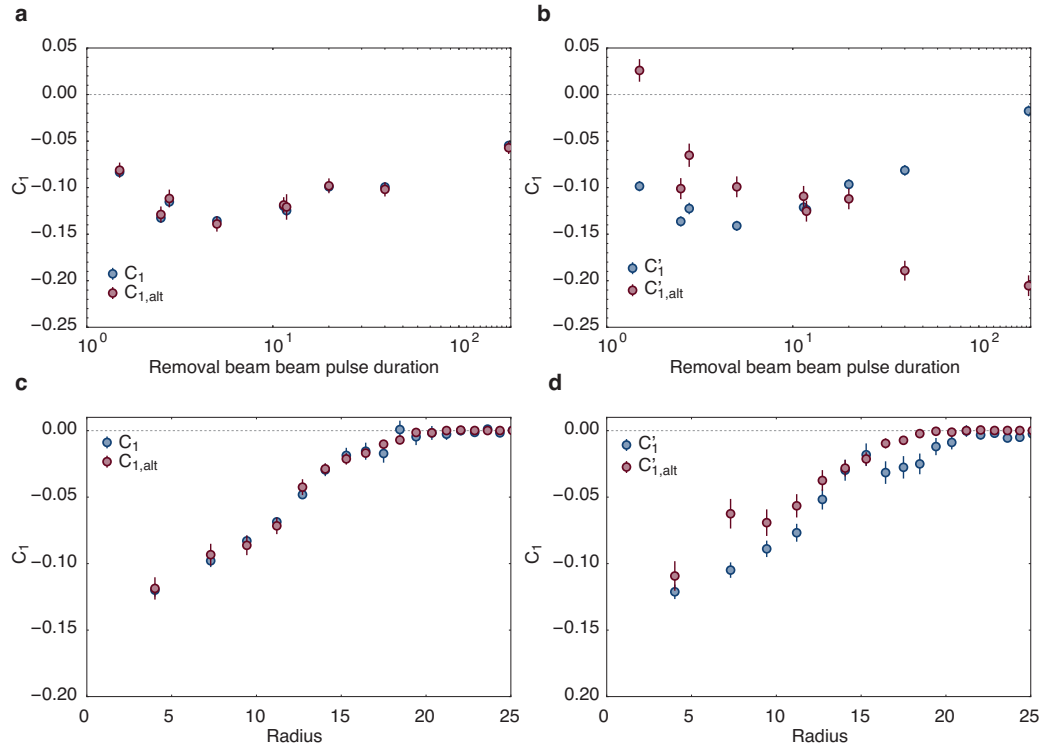 a
0.05
0.00
−0.05
−0.10
−0.15
−0.20
−0.25
C1
C1
C1,alt
10^0
10^1
10^2
Removal beam beam pulse duration
b
0.05
0.00
−0.05
−0.10
−0.15
−0.20
−0.25
C1
C'1
C'1,alt
10^0
10^1
10^2
Removal beam beam pulse duration
c
0.00
−0.05
−0.10
−0.15
−0.20
C1
C1
C1,alt
0
5
10
15
20
25
Radius
d
0.00
−0.05
−0.10
−0.15
0.20
C1
C'1
C'1,alt
0
5
10
15
20
25
Radius